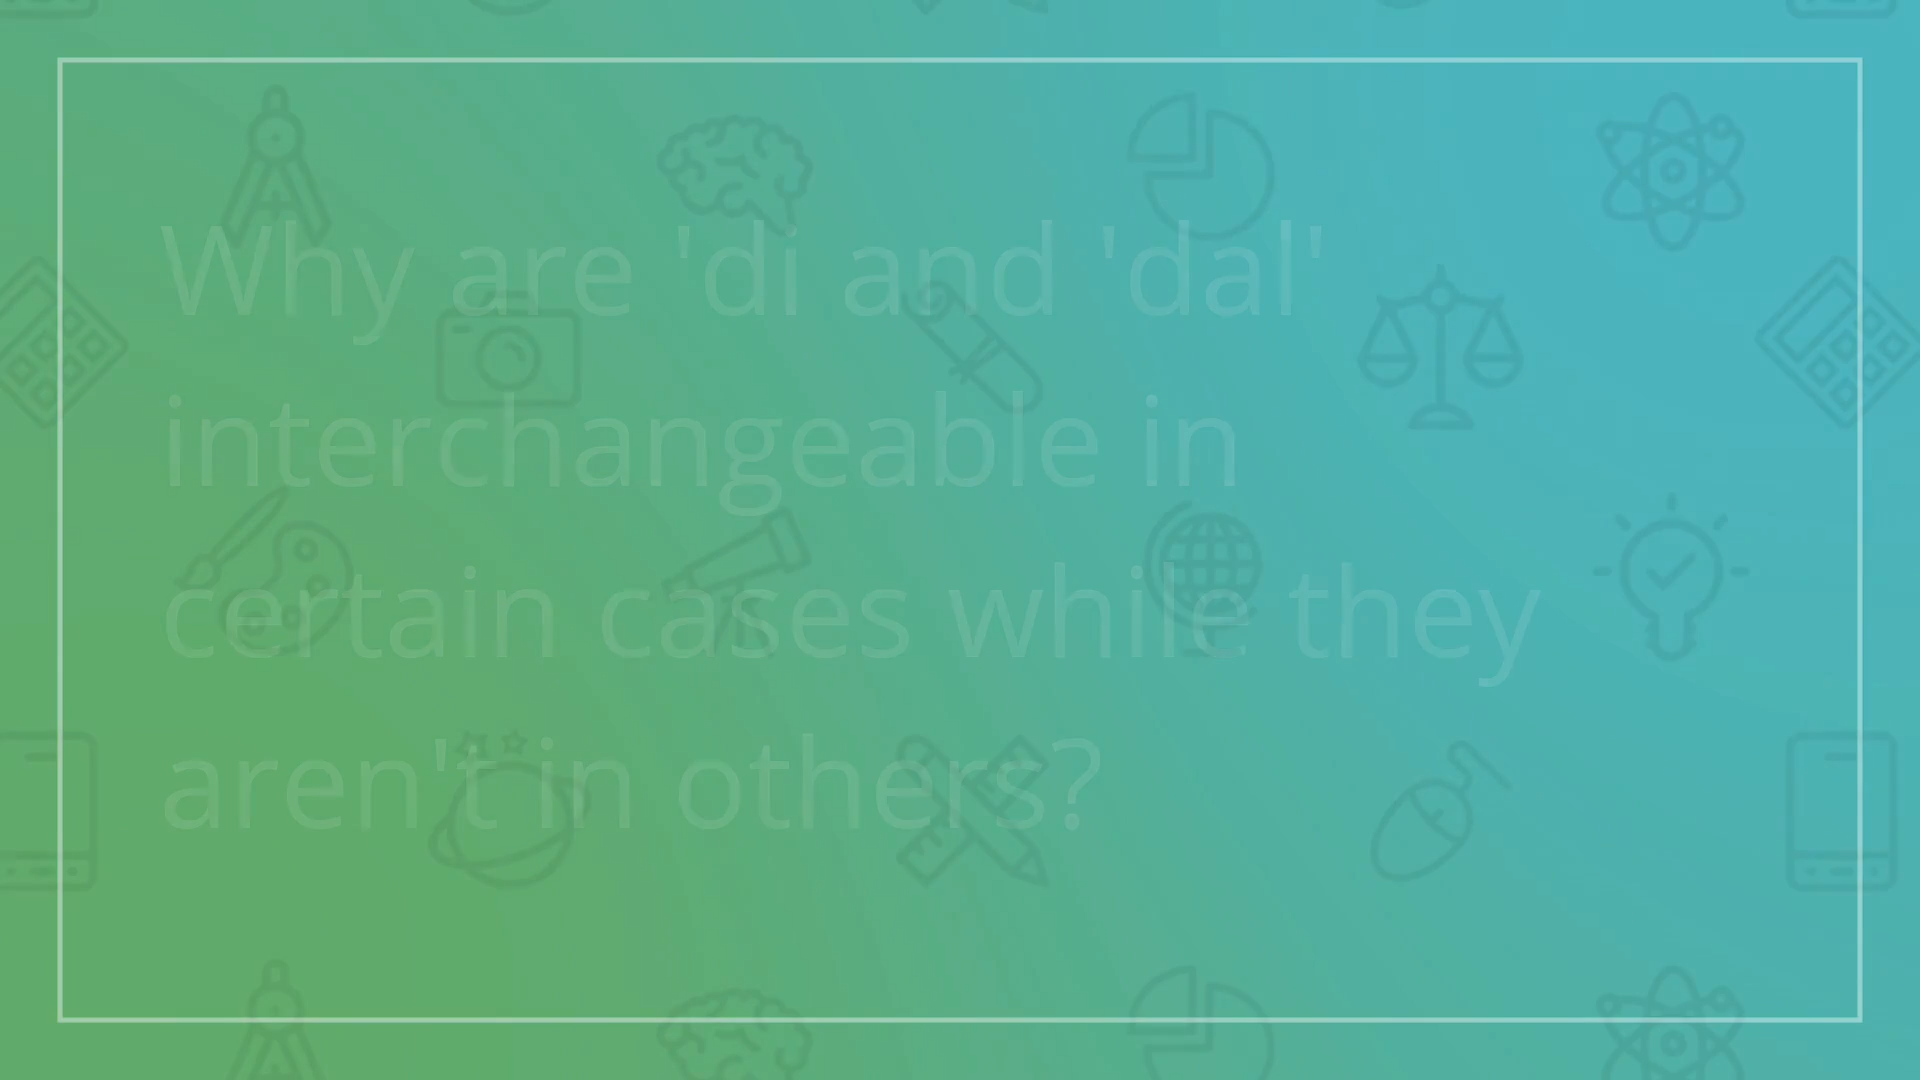 Why are 'di and 'dal'
interchangeable in
certain cases while they
aren't in others?